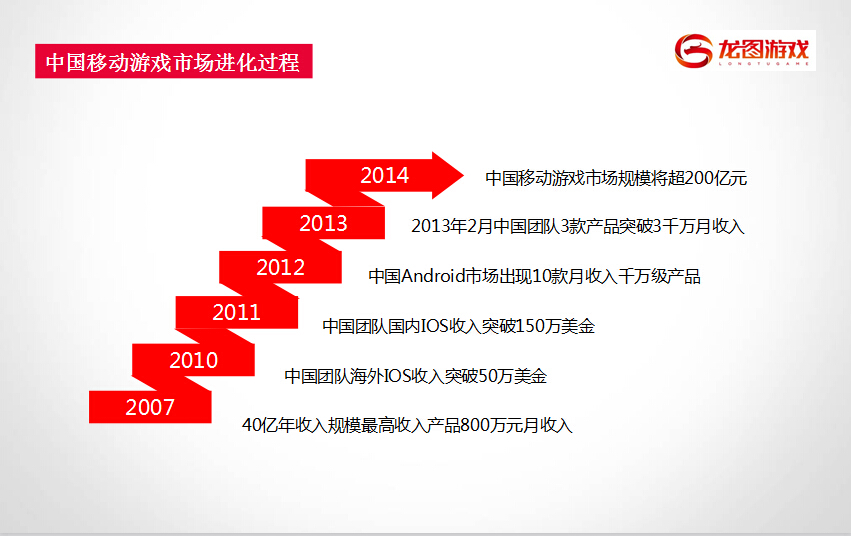 中国移动游戏市场进化过程
龙图游戏
LONGTUGAME
2014
中国移动游戏市场规模将超200亿元
2013
2013年2月中国团队3款产品突破3千万月收入
2012
中国Android市场出现10款月收入千万级产品
2011
中国团队国内IOS收入突破150万美金
2010
中国团队海外IOS收入突破50万美金
2007
40亿年收入规模最高收入产品800万元月收入